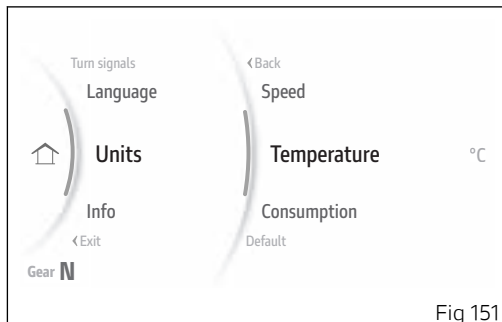 Turn signals
‹Back
Language
Speed
Units
Temperature
°C
Info
Consumption
‹Exit
Default
Gear N
Fig 151